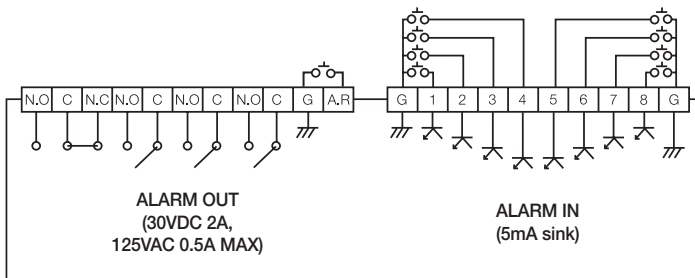 N.O C N.C N.O C N.O C N.O C G A.R
G 1 2 3 4 5 6 7 8 G
ALARM OUT
(30VDC 2A,
125VAC 0.5A MAX)
ALARM IN
(5mA sink)